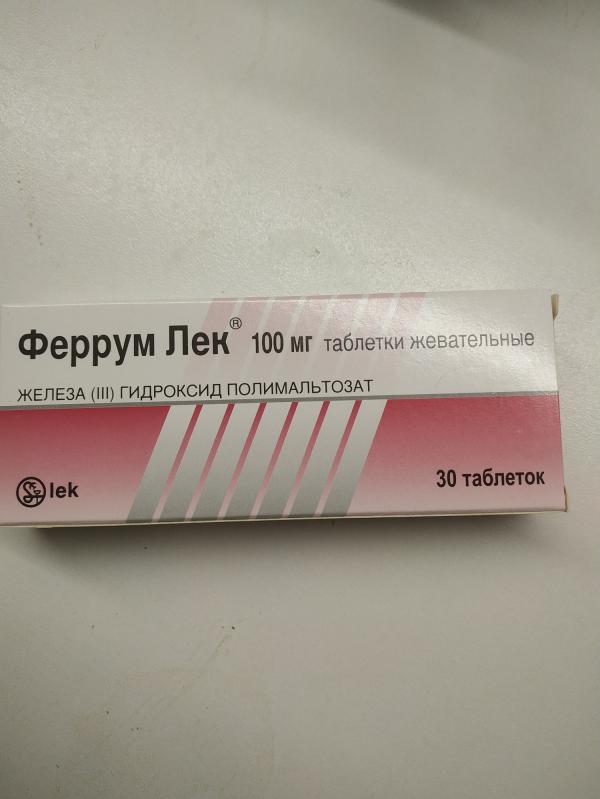 Феррум Лек® 100 мг таблетки жевательные
ЖЕЛЕЗА (III) ГИДРОКСИД ПОЛИМАЛЬТОЗАТ
lek
30 таблеток